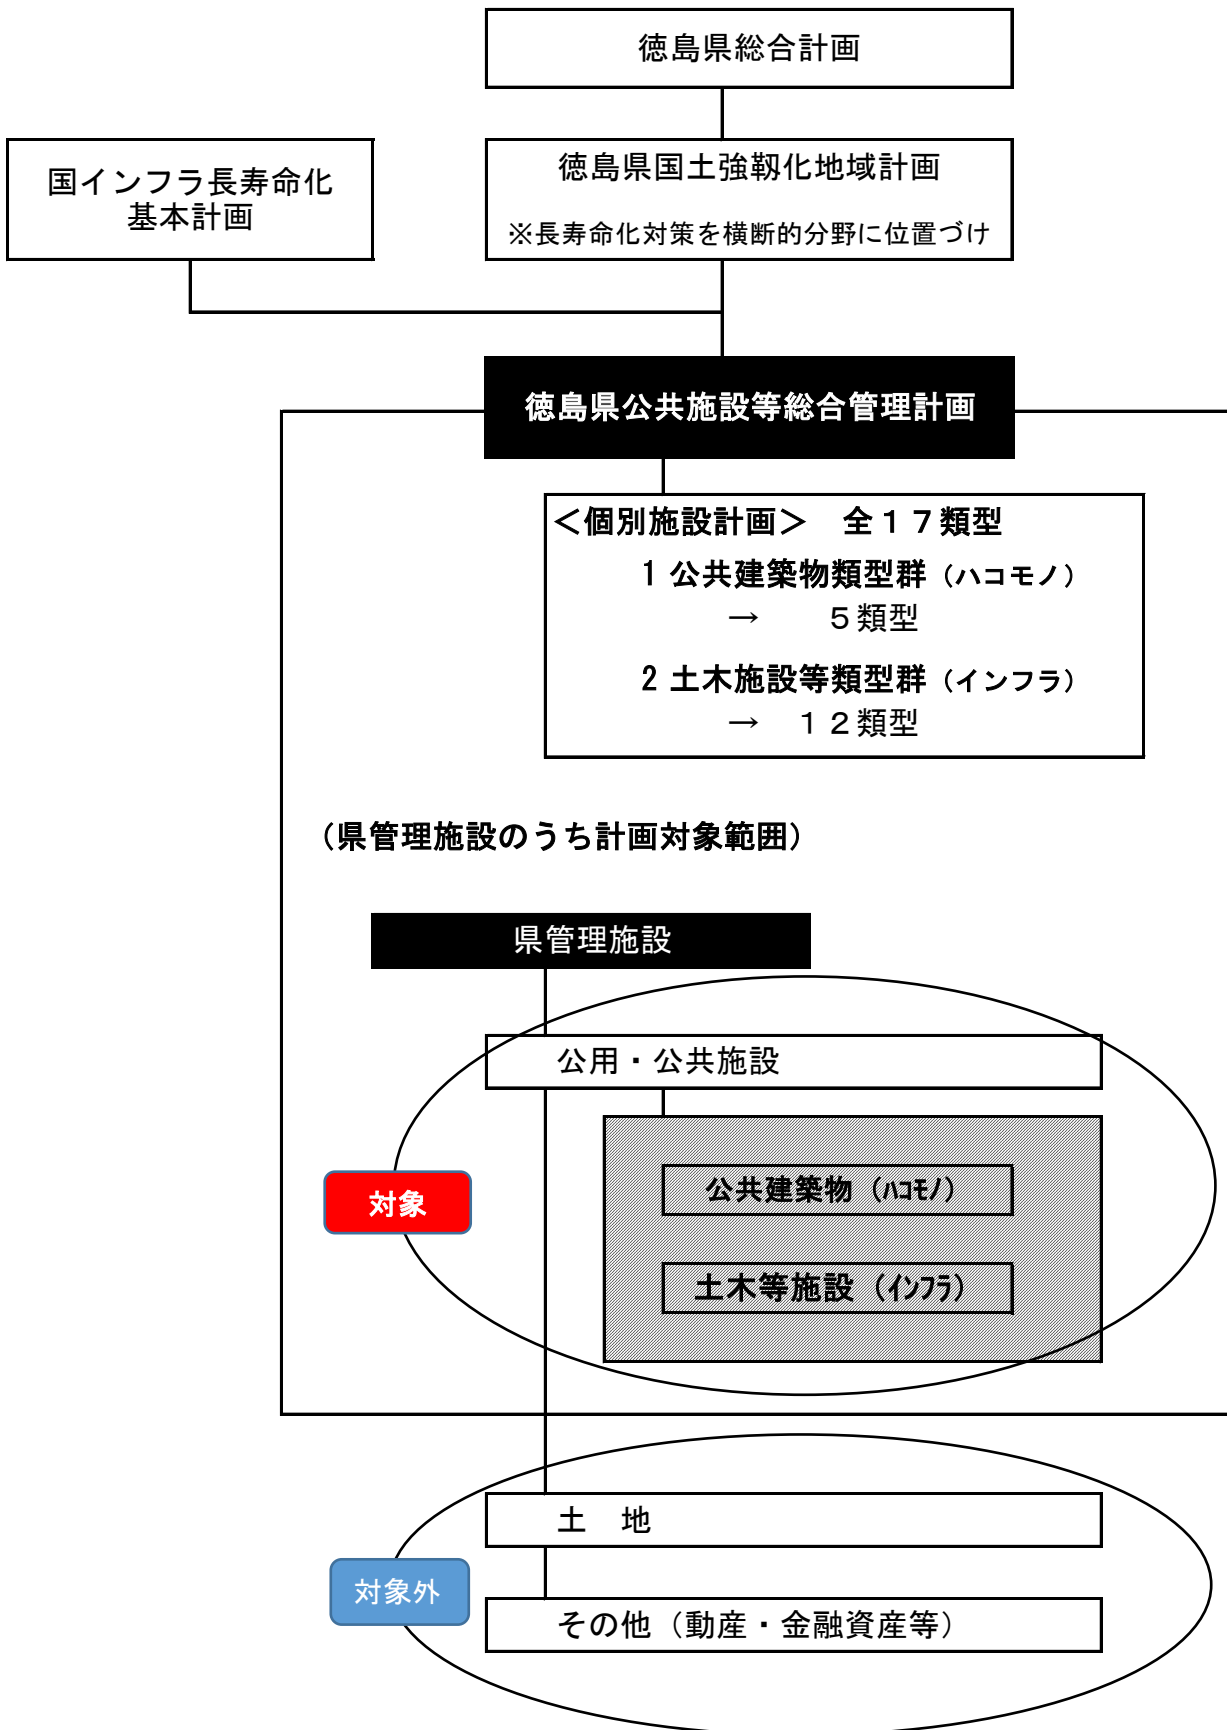 徳島県総合計画
国インフラ長寿命化
基本計画
徳島県国土強靱化地域計画
※長寿命化対策を横断的分野に位置づけ
徳島県公共施設等総合管理計画
＜個別施設計画＞　全１７類型
1 公共建築物類型群（ハコモノ）
→　　５類型
2 土木施設等類型群（インフラ）
→　１２類型
（県管理施設のうち計画対象範囲）
県管理施設
公用・公共施設
対象
公共建築物（ﾊｺﾓﾉ）
土木等施設（ｲﾝﾌﾗ）
土　地
対象外
その他（動産・金融資産等）